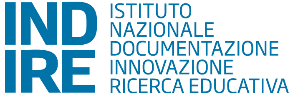 IND
IRE
ISTITUTO
NAZIONALE
DOCUMENTAZIONE
INNOVAZIONE
RICERCA EDUCATIVA